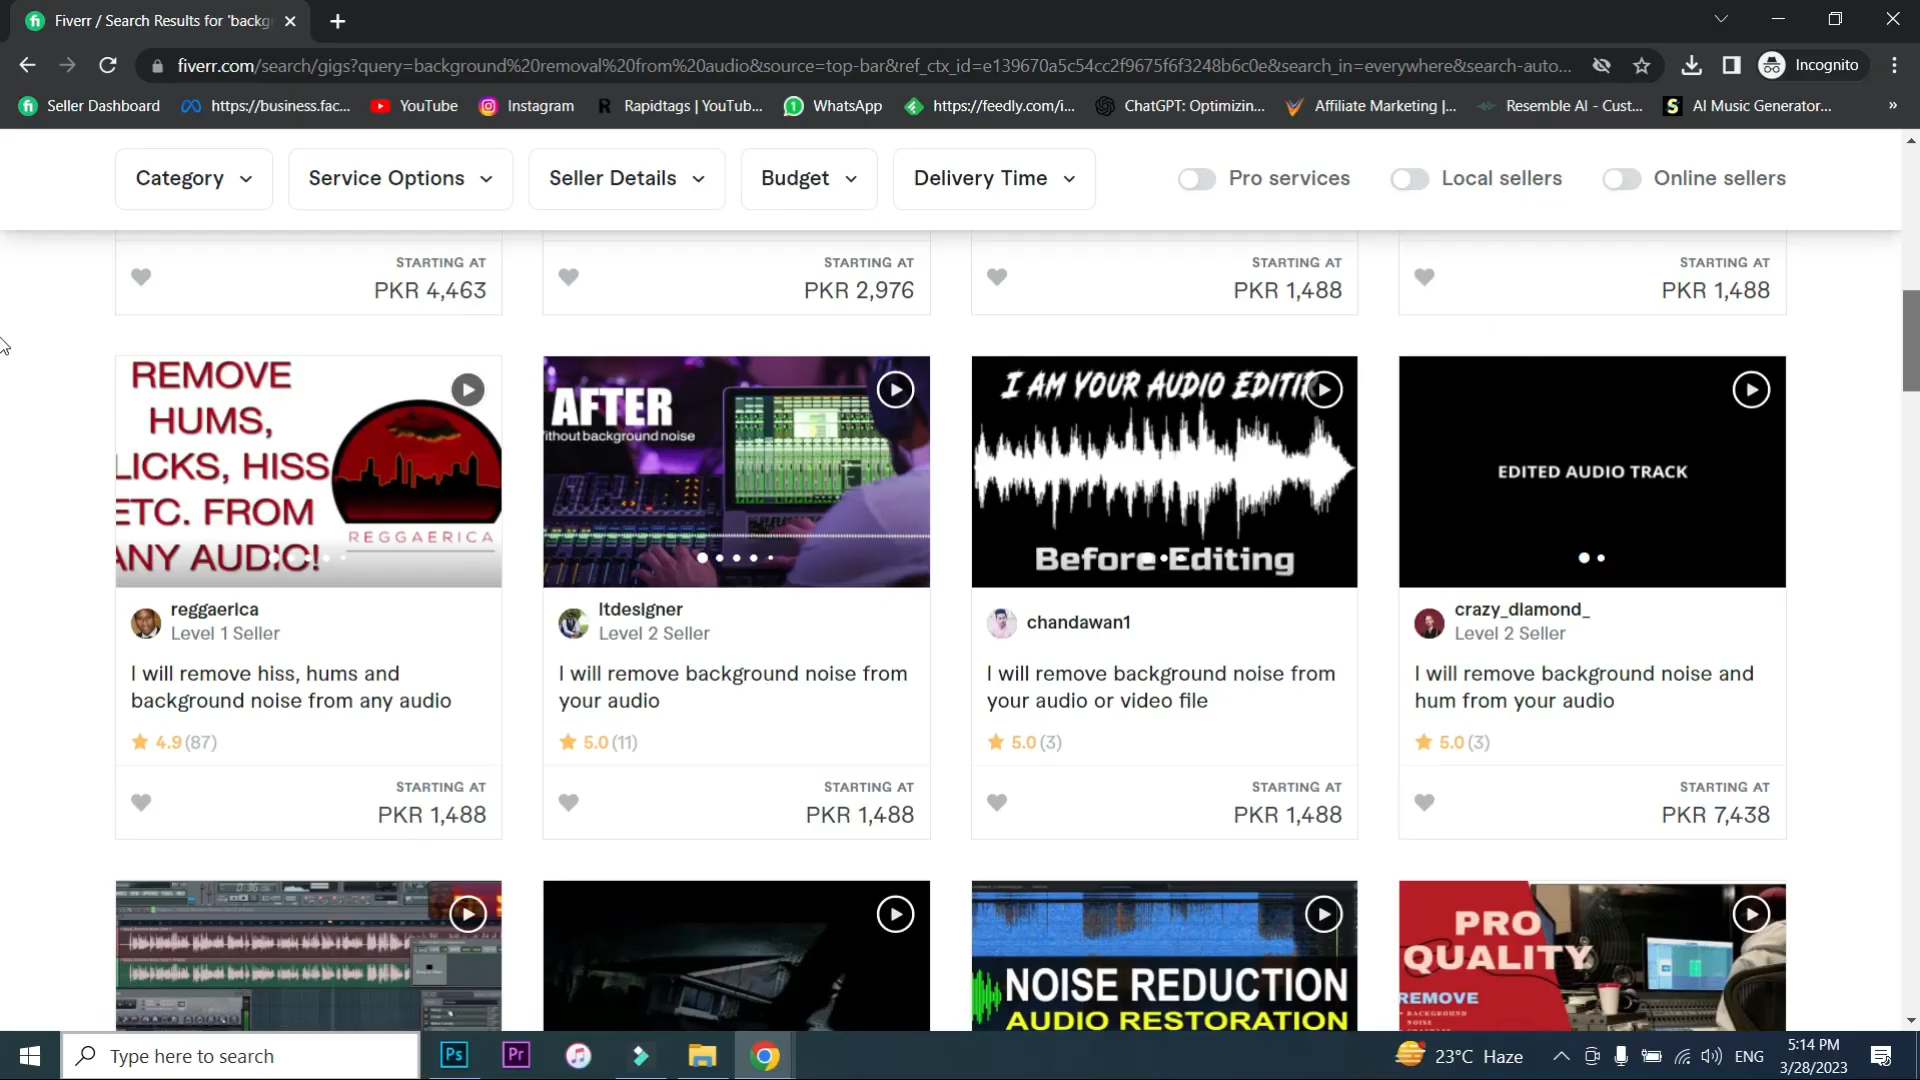 Fiverr / Search Results for 'backg
fiverr.com/search/gigs?query=background%20removal%20from%20audio&source=top-bar&ref_ctx_id=e139670a5c54cc2f9675f6f3248b6c0e&search_in=everywhere&search-auto...
Incognito
Seller Dashboard
https://business.fac...
YouTube
Instagram
Rapidtags | YouTub...
WhatsApp
https://feedly.com/i...
ChatGPT: Optimizin...
Affiliate Marketing |...
Resemble AI - Cust...
AI Music Generator...
»
Category
Service Options
Seller Details
Budget
Delivery Time
Pro services
Local sellers
Online sellers
STARTING AT
PKR 4,463
STARTING AT
PKR 2,976
STARTING AT
PKR 1,488
STARTING AT
PKR 1,488
REMOVE
HUMS,
LICKS, HISS
ETC. FROM
ANY AUDIO!
REGGAERICA
AFTER
ithout background noise
I AM YOUR AUDIO EDITI
Before Editing
EDITED AUDIO TRACK
reggaerica
Level 1 Seller
I will remove hiss, hums and
background noise from any audio
4.9 (87)
STARTING AT
PKR 1,488
itdesigner
Level 2 Seller
I will remove background noise from
your audio
5.0 (11)
STARTING AT
PKR 1,488
chandawan1
I will remove background noise from
your audio or video file
5.0 (3)
STARTING AT
PKR 1,488
crazy_diamond_
Level 2 Seller
I will remove background noise and
hum from your audio
5.0 (3)
STARTING AT
PKR 7,438
NOISE REDUCTION
AUDIO RESTORATION
PRO
QUALITY
REMOVE
BACKGROUND
NOISE
Type here to search
Ps
Pr
23°C Haze
ENG
5:14 PM
3/28/2023